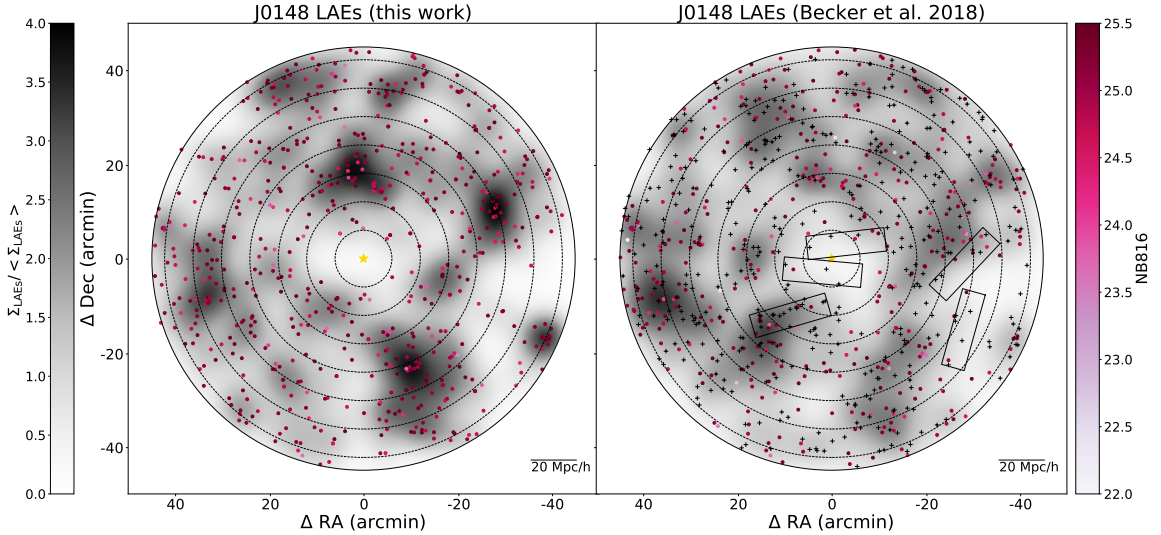 J0148 LAEs (this work)
J0148 LAEs (Becker et al. 2018)
4.0
3.5
3.0
2.5
2.0
1.5
1.0
0.5
0.0
Σ_LAEs/ < Σ_LAEs >
Δ Dec (arcmin)
40
20
0
-20
-40
20 Mpc/h
20 Mpc/h
40 20 0 -20 -40
40 20 0 -20 -40
Δ RA (arcmin)
Δ RA (arcmin)
25.5
25.0
24.5
24.0
23.5
23.0
22.5
22.0
NB816